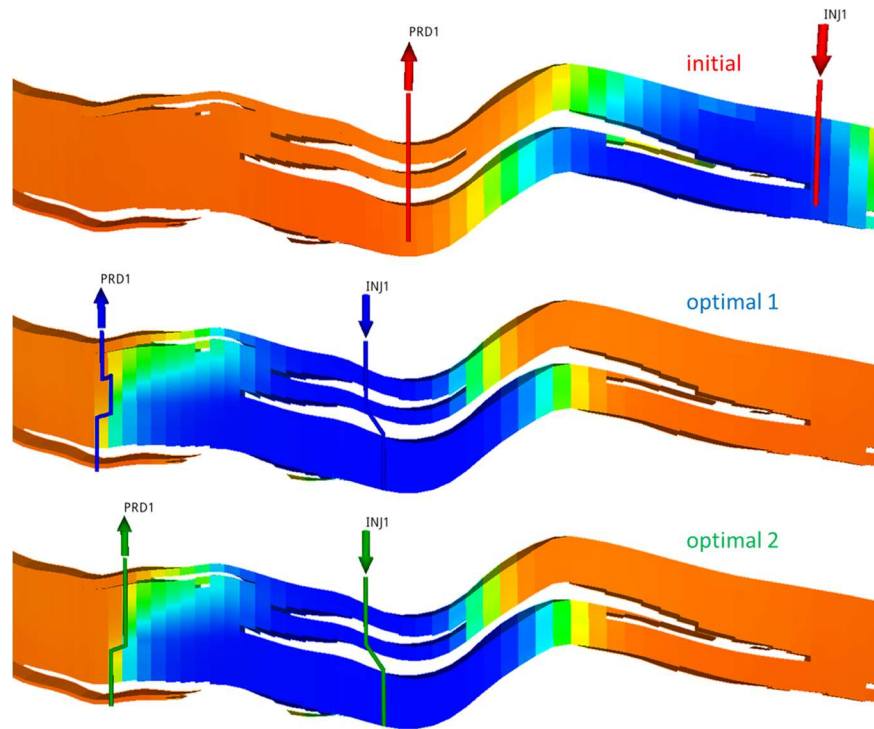 PRD1
INJ1
initial
PRD1
INJ1
optimal 1
PRD1
INJ1
optimal 2